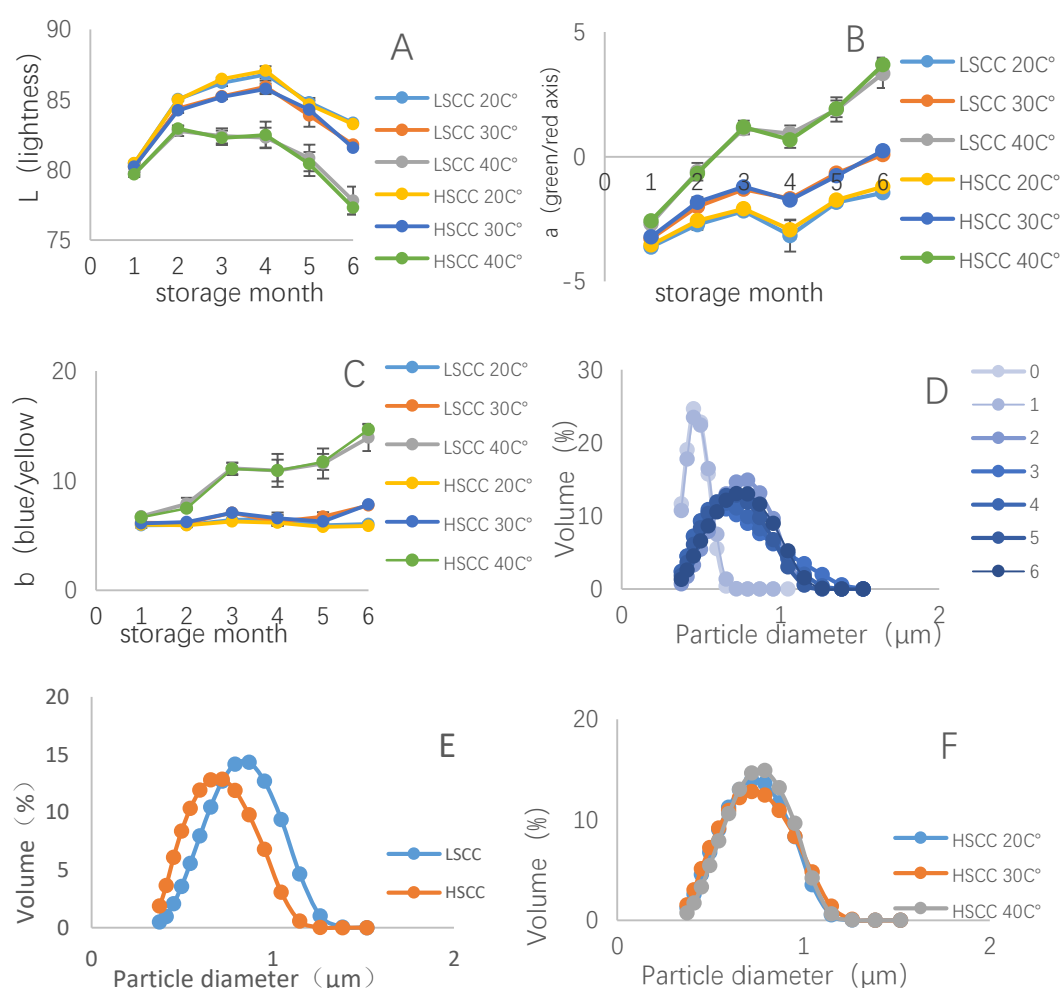 A
L (lightness)
90
85
80
75
0
1
2
3
4
5
6
storage month
LSCC 20C°
LSCC 30C°
LSCC 40C°
HSCC 20C°
HSCC 30C°
HSCC 40C°
B
a (green/red axis)
5
0
-5
0
1
2
3
4
5
6
storage month
LSCC 20C°
LSCC 30C°
LSCC 40C°
HSCC 20C°
HSCC 30C°
HSCC 40C°
C
b (blue/yellow)
20
10
0
0
1
2
3
4
5
6
storage month
LSCC 20C°
LSCC 30C°
LSCC 40C°
HSCC 20C°
HSCC 30C°
HSCC 40C°
D
Volume (%)
30
20
10
0
0
1
2
Particle diameter (μm)
0
1
2
3
4
5
6
E
Volume (%)
20
15
10
5
0
0
1
2
Particle diameter (μm)
LSCC
HSCC
F
Volume (%)
20
10
0
0
1
2
Particle diameter (μm)
HSCC 20C°
HSCC 30C°
HSCC 40C°